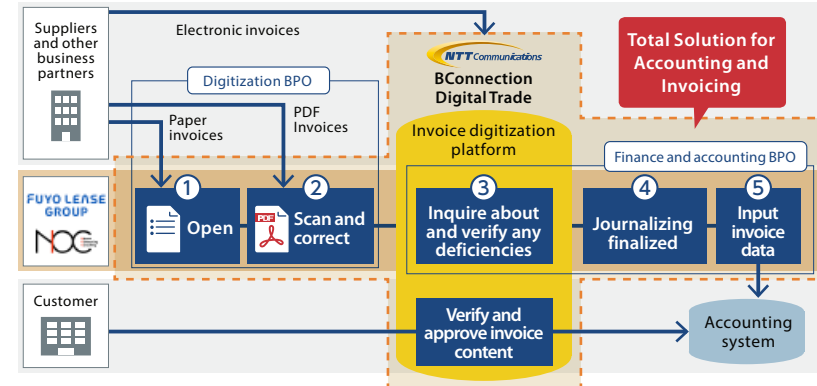 Suppliers
and other
business
partners
Electronic invoices
Digitization BPO
Paper
invoices
PDF
Invoices
NTT Communications
BConnection
Digital Trade
Invoice digitization
platform
Total Solution for
Accounting and
Invoicing
Finance and accounting BPO
FUYO LEASE
GROUP
NOC
1
Open
2
PDF
Scan and
correct
3
Inquire about
and verify any
deficiencies
4
Journalizing
finalized
5
Input
invoice
data
Customer
Verify and
approve invoice
content
Accounting
system